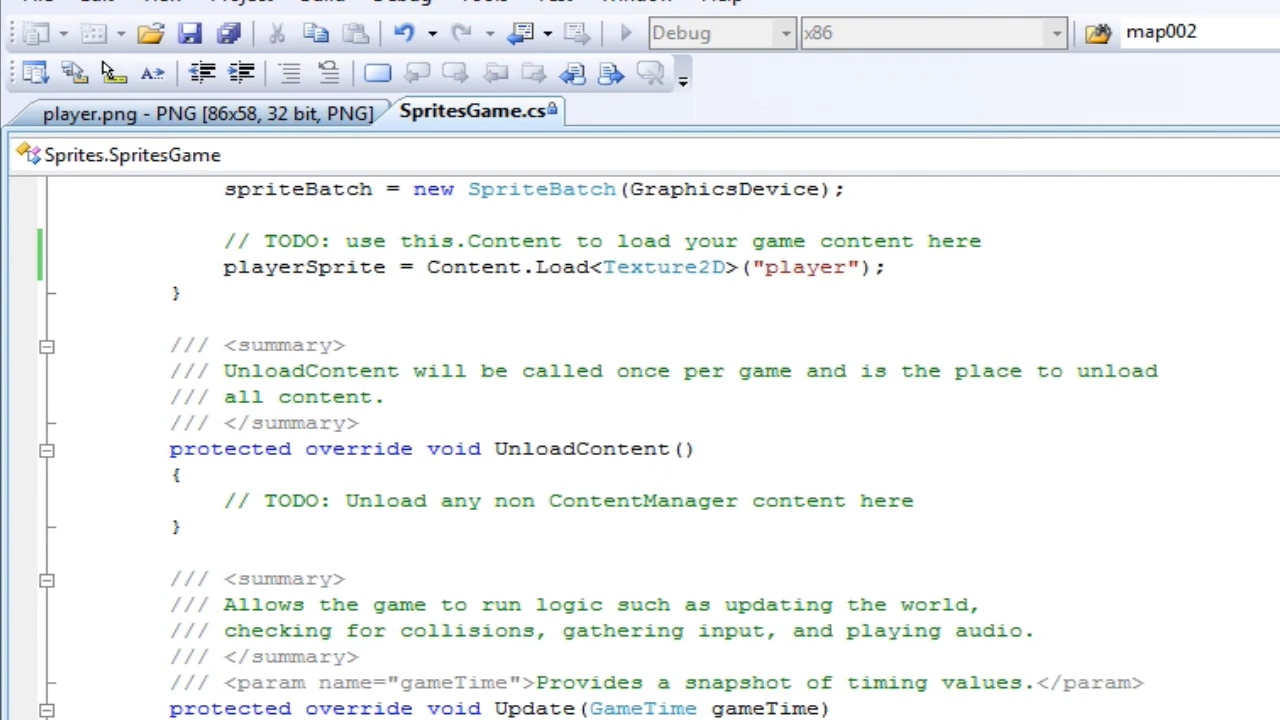 Debug
x86
map002
player.png - PNG [86x58, 32 bit, PNG]
SpritesGame.cs
Sprites.SpritesGame
spriteBatch = new SpriteBatch(GraphicsDevice);
// TODO: use this.Content to load your game content here
playerSprite = Content.Load<Texture2D>("player");
}
/// <summary>
/// UnloadContent will be called once per game and is the place to unload
/// all content.
/// </summary>
protected override void UnloadContent()
{
// TODO: Unload any non ContentManager content here
}
/// <summary>
/// Allows the game to run logic such as updating the world,
/// checking for collisions, gathering input, and playing audio.
/// </summary>
/// <param name="gameTime">Provides a snapshot of timing values.</param>
protected override void Update(GameTime gameTime)